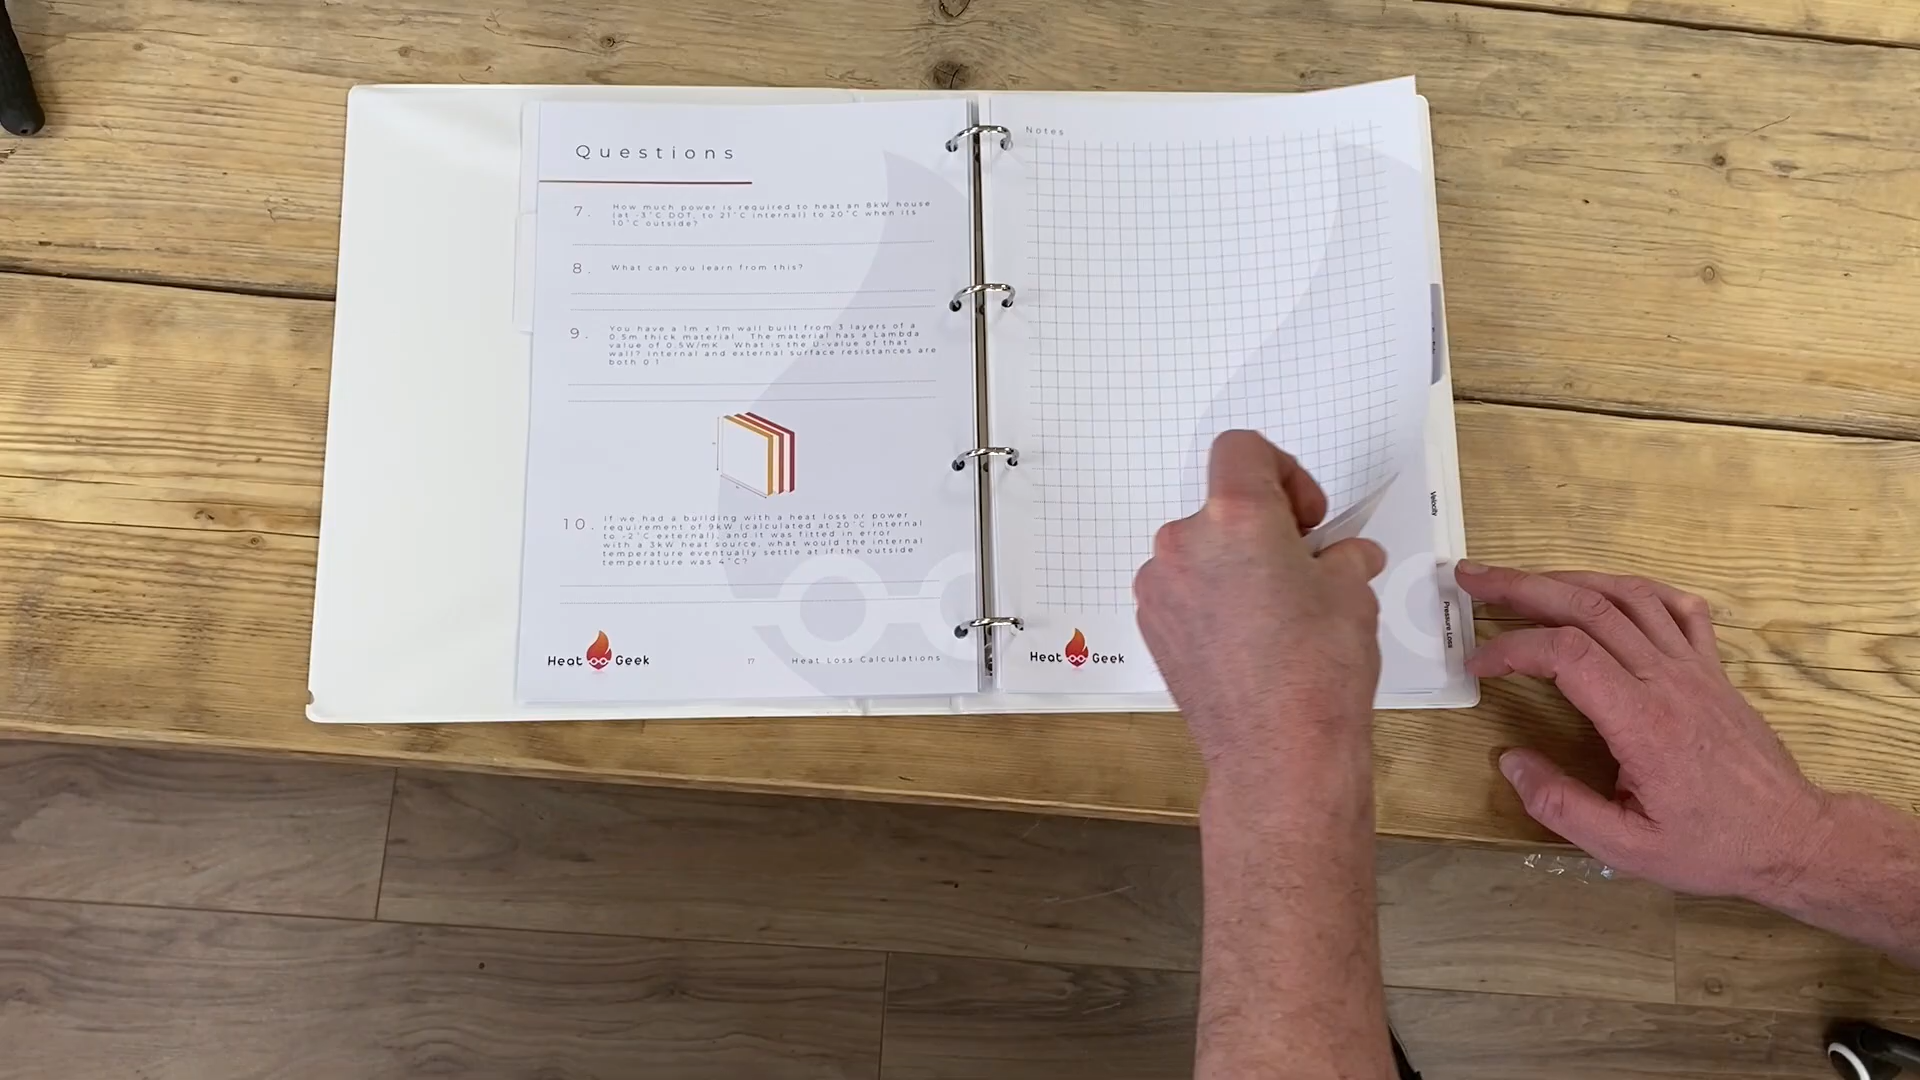 Questions
7. How much power is required to heat an 8kW house
(at -3°C DOT, to 21°C internal) to 20°C when its
10°C outside?
8. What can you learn from this?
9. You have a 1m x 1m wall built from 3 layers of a
0.5m thick material. The material has a Lambda
value of 0.5W/mK. What is the U-value of that
wall? Internal and external surface resistances are
both 0.1
10. If we had a building with a heat loss or power
requirement of 9kW (calculated at 20°C internal
to -2°C external), and it was fitted in error
with a 3kW heat source, what would the internal
temperature eventually settle at if the outside
temperature was 4°C?
Heat Geek
17 Heat Loss Calculations
Notes
Heat Geek
Velocity
Pressure Loss